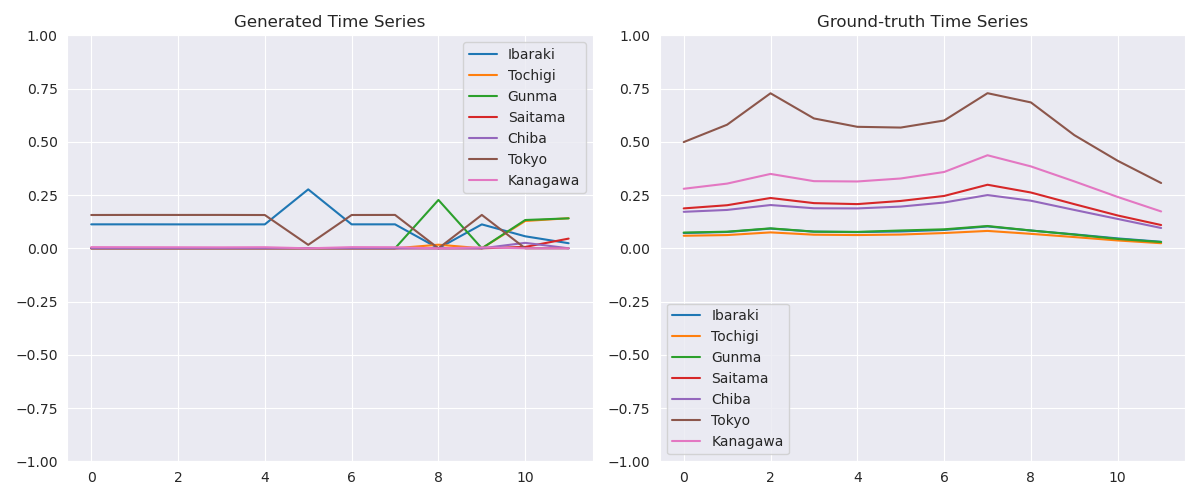 Generated Time Series
1.00
0.75
0.50
0.25
0.00
−0.25
−0.50
−0.75
−1.00
0 2 4 6 8 10
Ibaraki
Tochigi
Gunma
Saitama
Chiba
Tokyo
Kanagawa
Ground-truth Time Series
1.00
0.75
0.50
0.25
0.00
−0.25
−0.50
−0.75
−1.00
0 2 4 6 8 10
Ibaraki
Tochigi
Gunma
Saitama
Chiba
Tokyo
Kanagawa